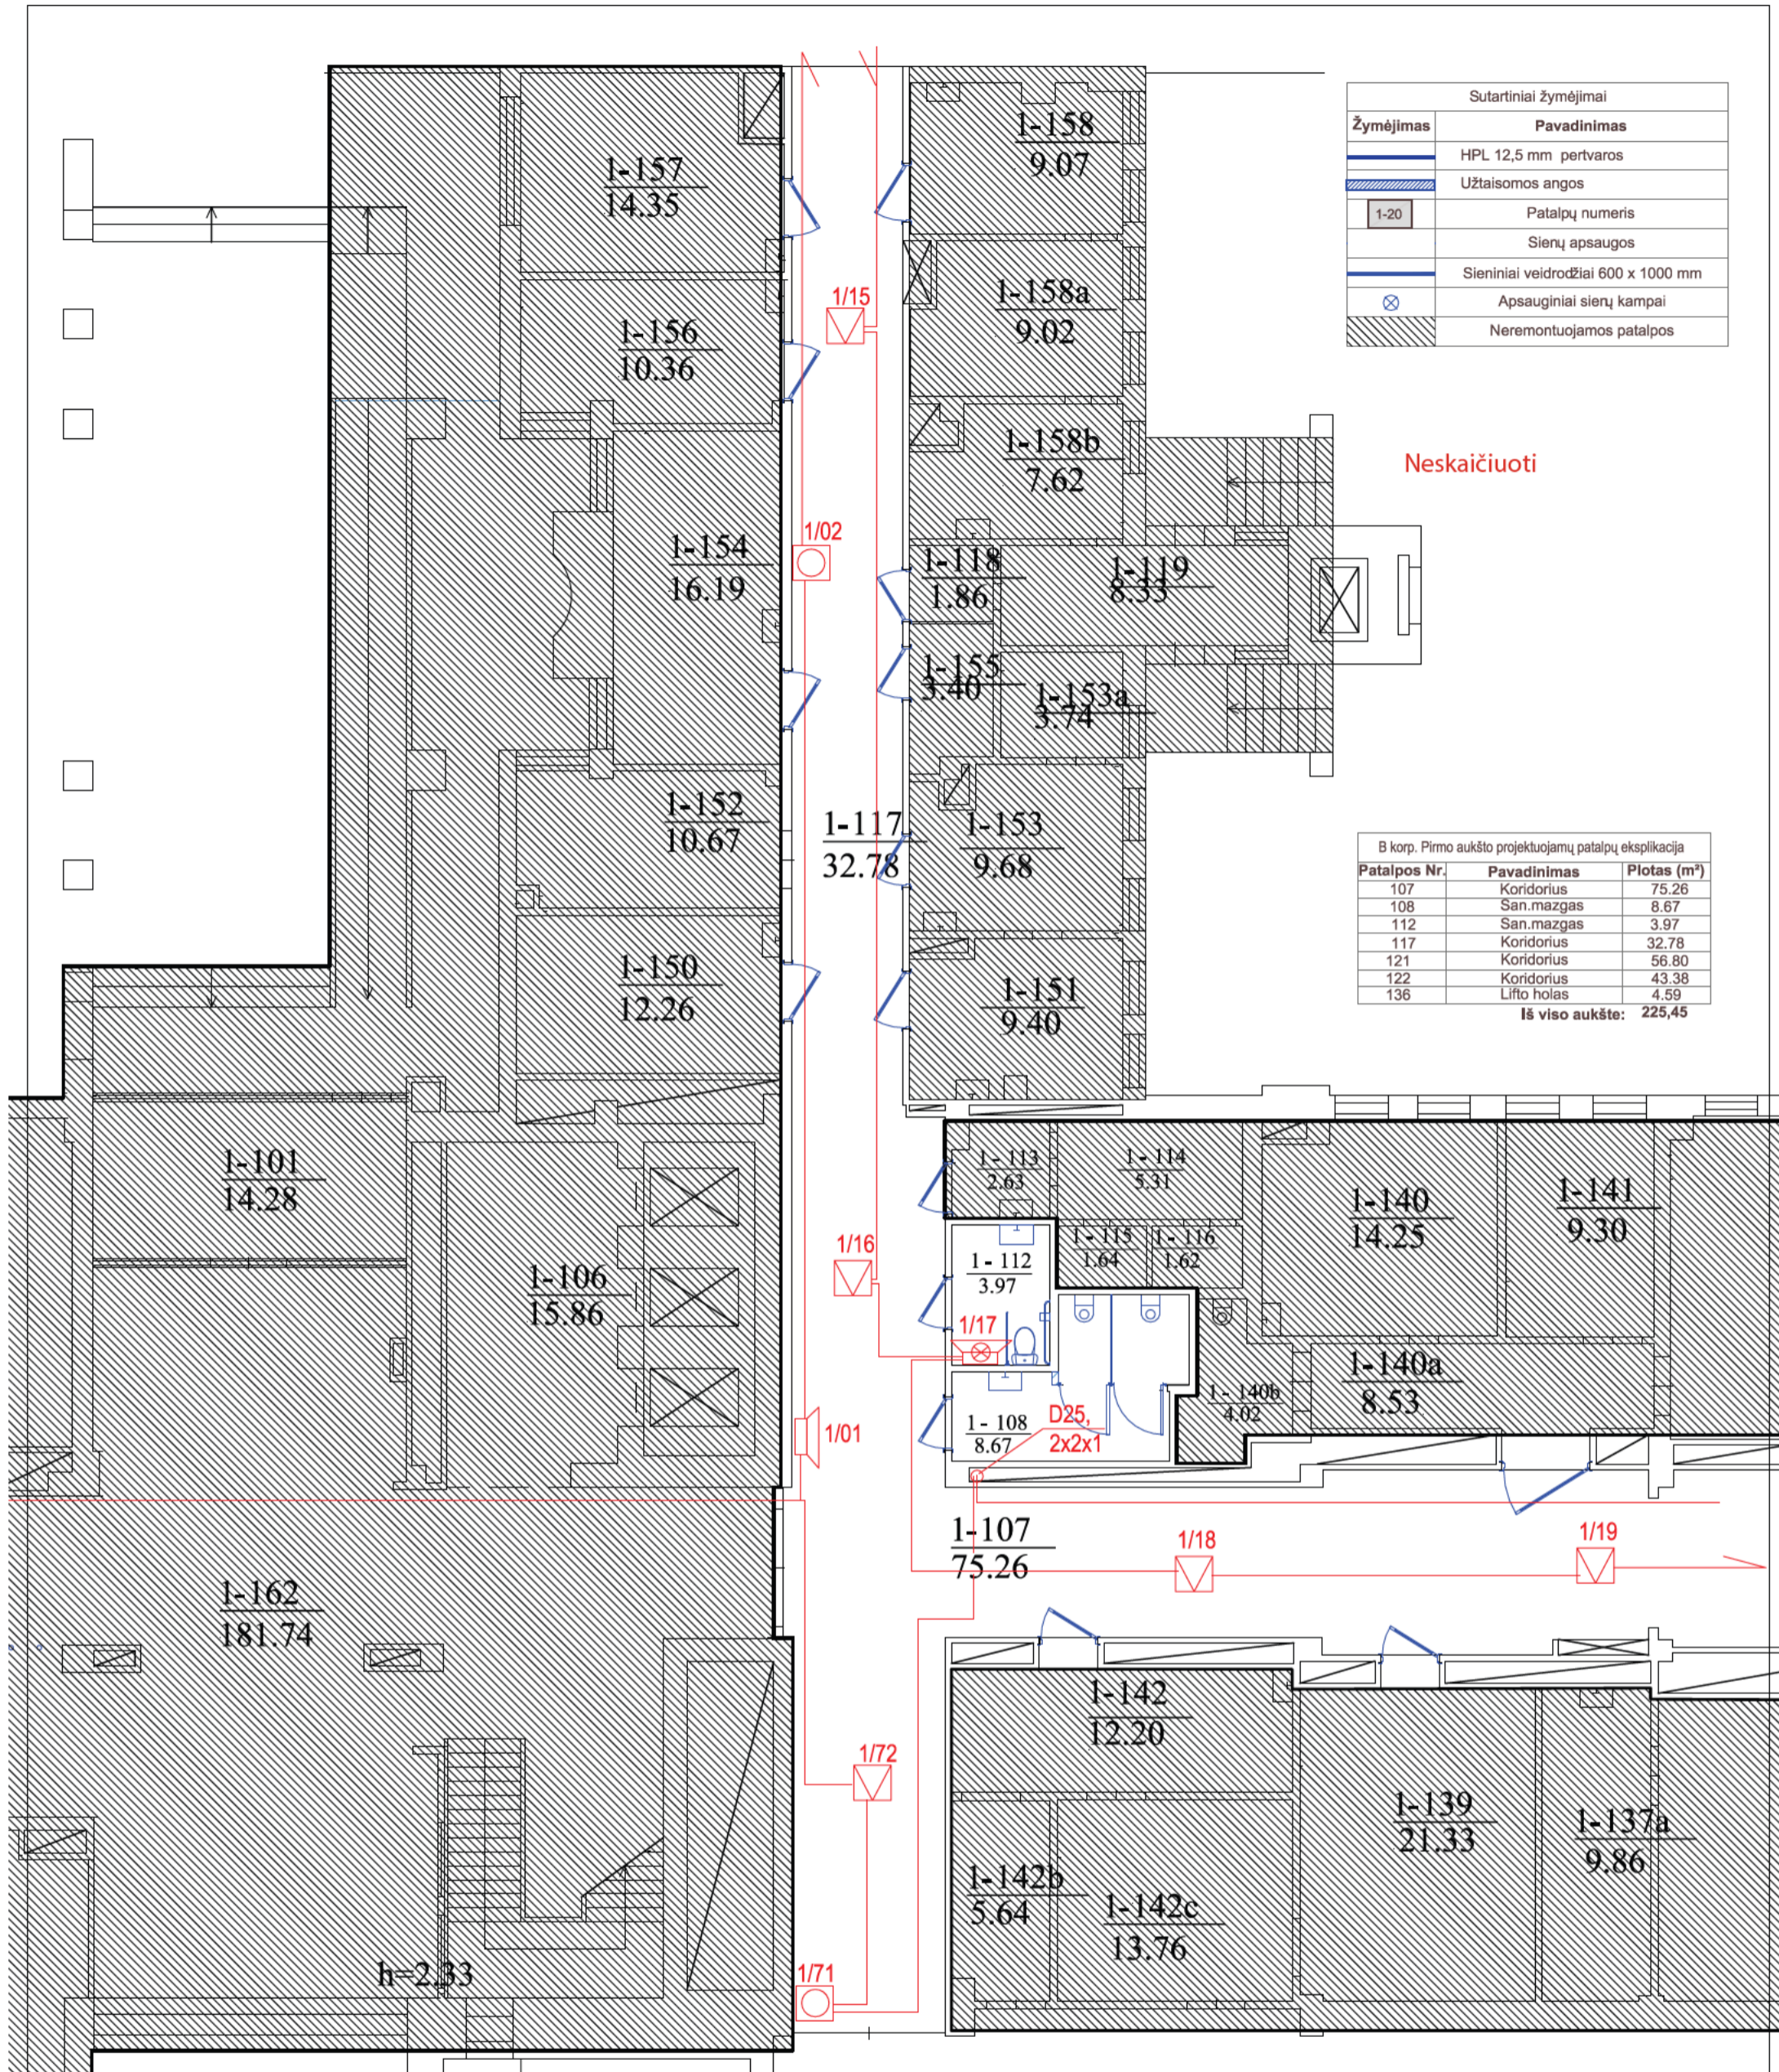 Sutartiniai žymėjimai
Žymėjimas Pavadinimas
HPL 12,5 mm pertvaros
Užtaisomos angos
1-20 Patalpų numeris
Sienų apsaugos
Sieniniai veidrodžiai 600 x 1000 mm
Apsauginiai sienų kampai
Neremontuojamos patalpos
Neskaičiuoti
1-157
14.35
1-158
9.07
1-156
10.36
1/15
1-158a
9.02
1-158b
7.62
1-154
16.19
1/02
1-118
1.86
1-119
8.33
1-155
3.40
1-153a
3.74
1-152
10.67
1-117
32.78
1-153
9.68
1-150
12.26
1-151
9.40
B korp. Pirmo aukšto projektuojamų patalpų eksplikacija
Patalpos Nr. Pavadinimas Plotas (m²)
107 Koridorius 75.26
108 San.mazgas 8.67
112 San.mazgas 3.97
117 Koridorius 32.78
121 Koridorius 56.80
122 Koridorius 43.38
136 Lifto holas 4.59
Iš viso aukšte: 225,45
1-101
14.28
1 - 113
2.63
1 - 114
5.31
1-140
14.25
1-141
9.30
1-106
15.86
1/16
1 - 112
3.97
1 - 115
1.64
1 - 116
1.62
1/17
1-140a
8.53
1 - 140b
4.02
1/01
1 - 108
8.67
D25,
2x2x1
1-107
75.26
1/18
1/19
1-162
181.74
1-142
12.20
1/72
1-139
21.33
1-137a
9.86
1-142b
5.64
1-142c
13.76
h=2.33
1/71